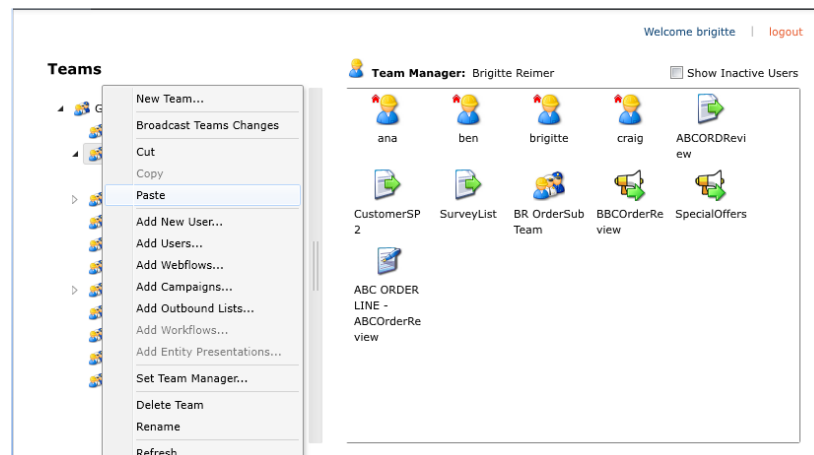 Welcome brigitte | logout
Teams
Team Manager: Brigitte Reimer
Show Inactive Users
G
New Team...
Broadcast Teams Changes
Cut
Copy
Paste
Add New User...
Add Users...
Add Webflows...
Add Campaigns...
Add Outbound Lists...
Add Workflows...
Add Entity Presentations...
Set Team Manager...
Delete Team
Rename
Refresh
ana
ben
brigitte
craig
ABCORDRevi
ew
CustomerSP
2
SurveyList
BR OrderSub
Team
BBCOrderRe
view
SpecialOffers
ABC ORDER
LINE -
ABCOrderRe
view